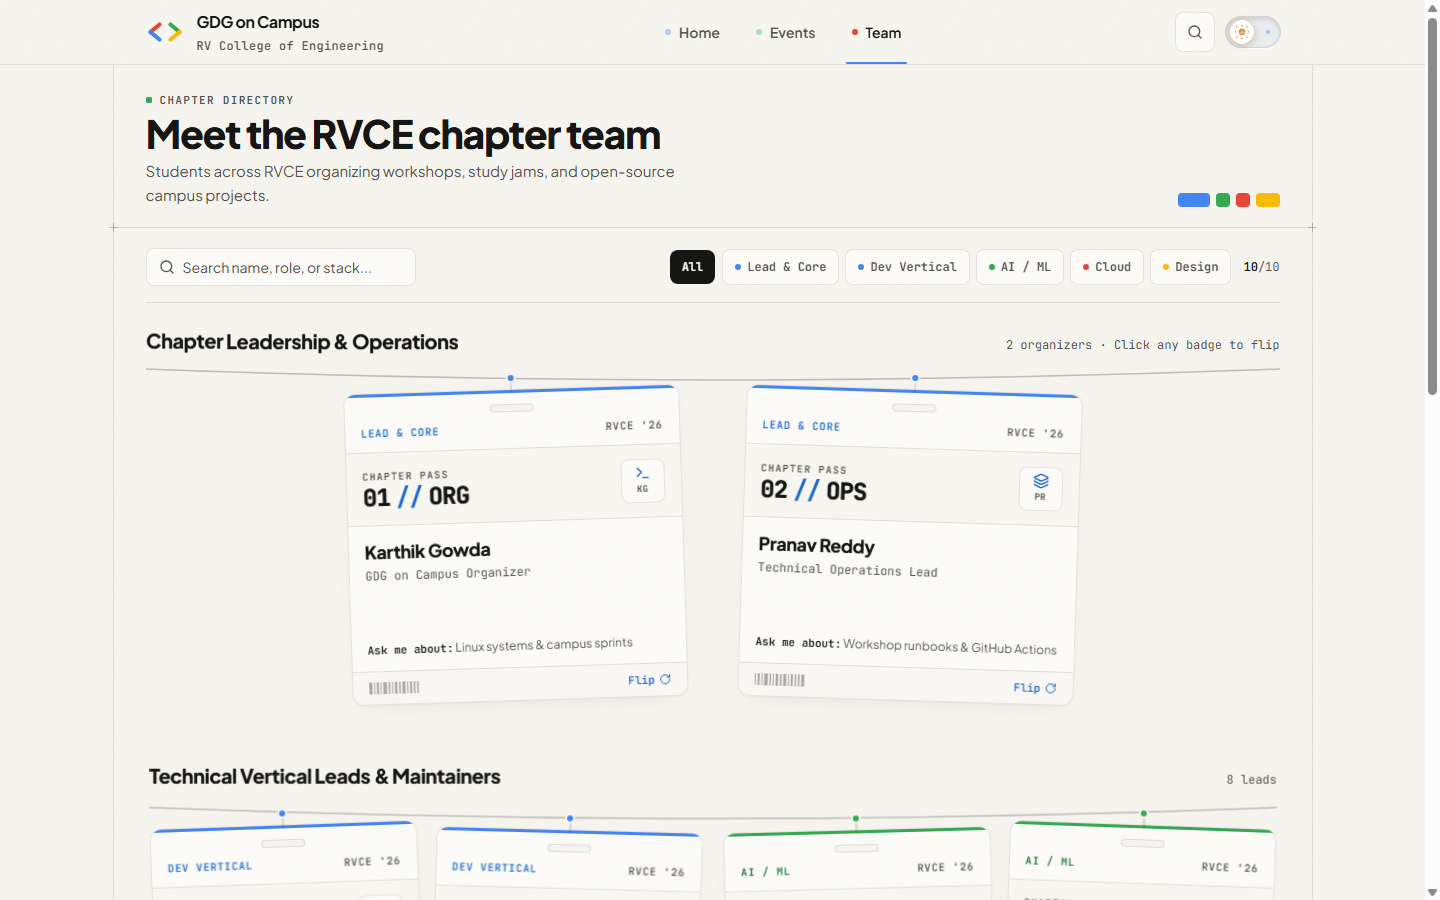 GDG on Campus
RV College of Engineering
Home
Events
Team
CHAPTER DIRECTORY
Meet the RVCE chapter team
Students across RVCE organizing workshops, study jams, and open-source
campus projects.
Search name, role, or stack...
All
Lead & Core
Dev Vertical
AI / ML
Cloud
Design
10/10
Chapter Leadership & Operations
2 organizers · Click any badge to flip
LEAD & CORE
RVCE '26
CHAPTER PASS
01 // ORG
KG
Karthik Gowda
GDG on Campus Organizer
Ask me about: Linux systems & campus sprints
Flip
LEAD & CORE
RVCE '26
CHAPTER PASS
02 // OPS
PR
Pranav Reddy
Technical Operations Lead
Ask me about: Workshop runbooks & GitHub Actions
Flip
Technical Vertical Leads & Maintainers
8 leads
DEV VERTICAL
RVCE '26
DEV VERTICAL
RVCE '26
AI / ML
RVCE '26
AI / ML
RVCE '26